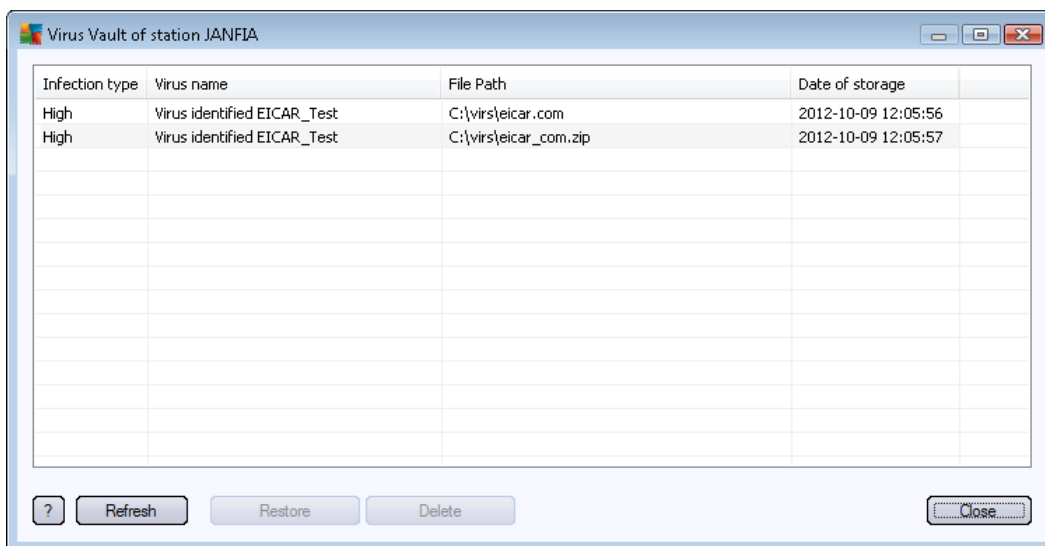 Virus Vault of station JANFIA
Infection type Virus name File Path Date of storage
High Virus identified EICAR_Test C:\virs\eicar.com 2012-10-09 12:05:56
High Virus identified EICAR_Test C:\virs\eicar_com.zip 2012-10-09 12:05:57
? Refresh Restore Delete Close